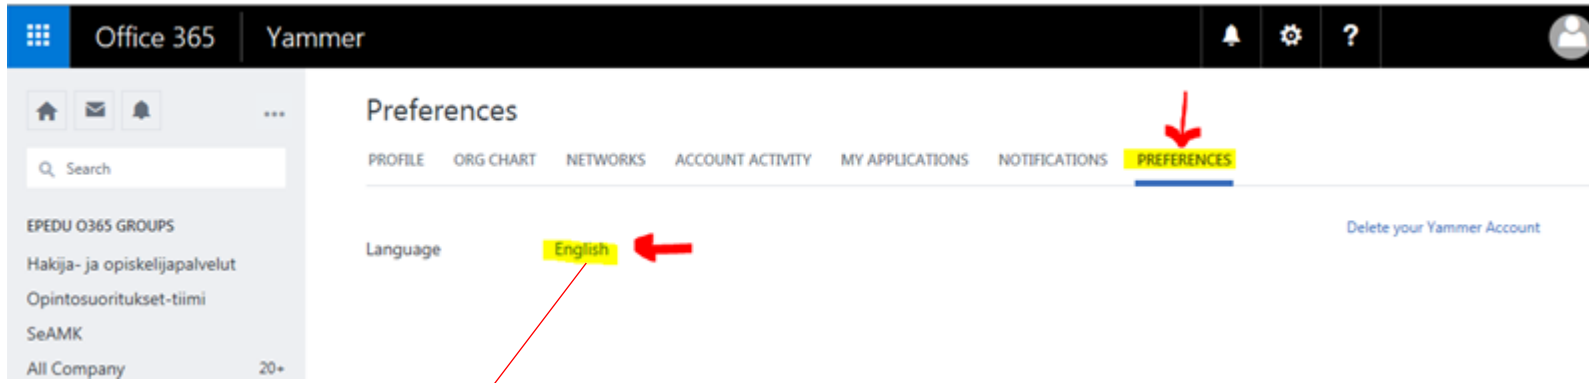 Office 365 Yammer ?
Preferences
PROFILE ORG CHART NETWORKS ACCOUNT ACTIVITY MY APPLICATIONS NOTIFICATIONS PREFERENCES
Search
EPEDU O365 GROUPS
Hakija- ja opiskelijapalvelut
Opintosuoritukset-tiimi
SeAMK
All Company 20+
Language English
Delete your Yammer Account